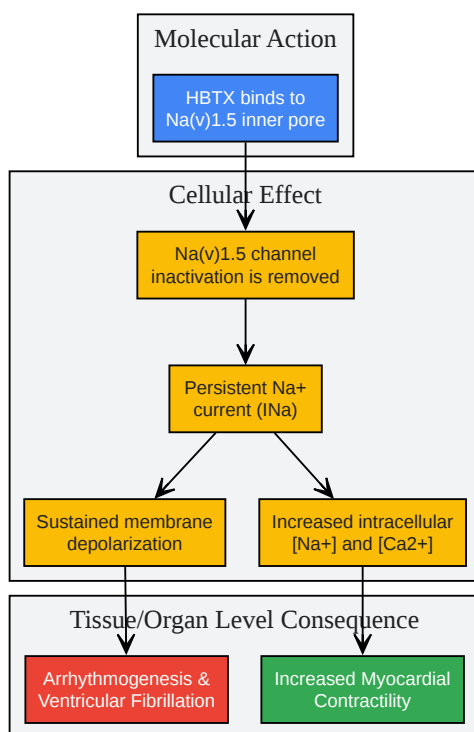 Molecular Action
HBTX binds to
Na(v)1.5 inner pore
Cellular Effect
Na(v)1.5 channel
inactivation is removed
Persistent Na+
current (INa)
Sustained membrane
depolarization
Increased intracellular
[Na+] and [Ca2+]
Tissue/Organ Level Consequence
Arrhythmogenesis &
Ventricular Fibrillation
Increased Myocardial
Contractility